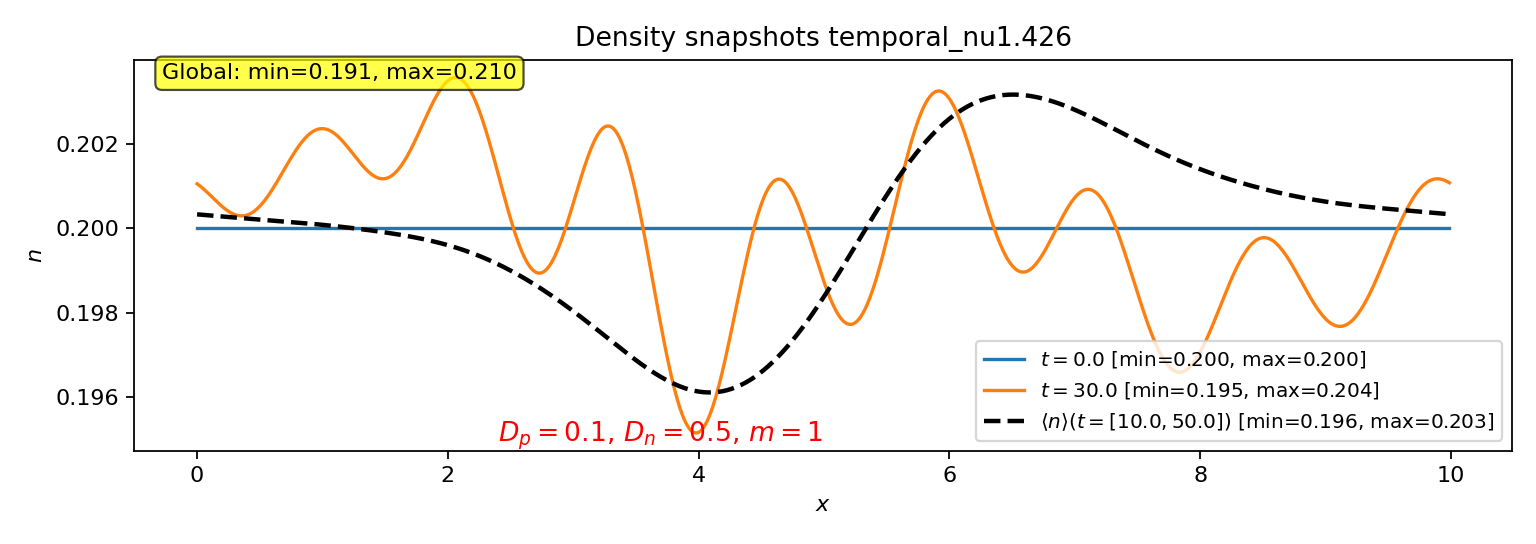 Density snapshots temporal_nu1.426
Global: min=0.191, max=0.210
n
0.202
0.200
0.198
0.196
t = 0.0 [min=0.200, max=0.200]
t = 30.0 [min=0.195, max=0.204]
⟨n⟩(t = [10.0, 50.0]) [min=0.196, max=0.203]
D_p = 0.1, D_n = 0.5, m = 1
0 2 4 6 8 10
x